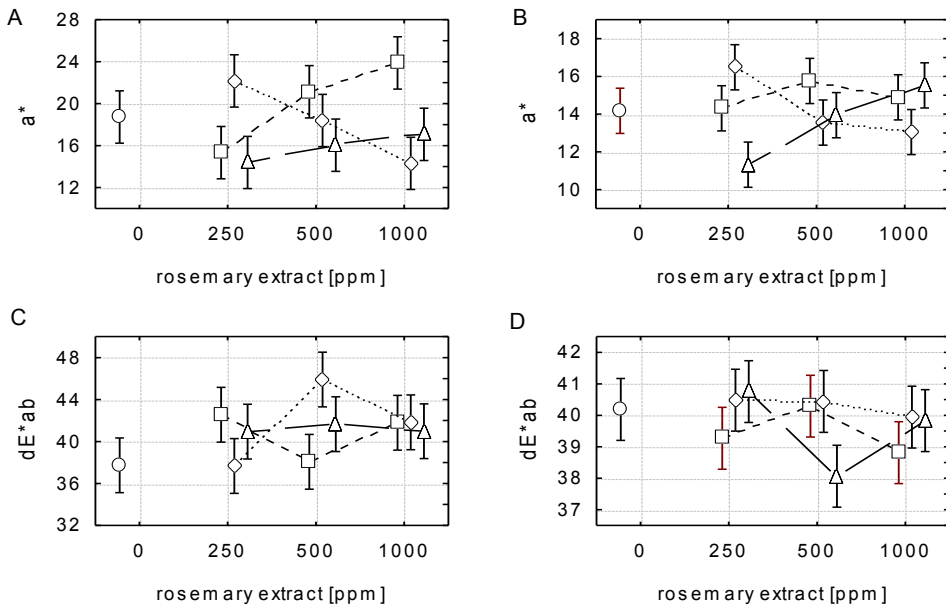 A
B
28
24
20
16
12
a*
0 250 500 1000
rosemary extract [ppm]
18
16
14
12
10
a*
0 250 500 1000
rosemary extract [ppm]
C
D
48
44
40
36
32
dE*ab
0 250 500 1000
rosemary extract [ppm]
42
41
40
39
38
37
dE*ab
0 250 500 1000
rosemary extract [ppm]